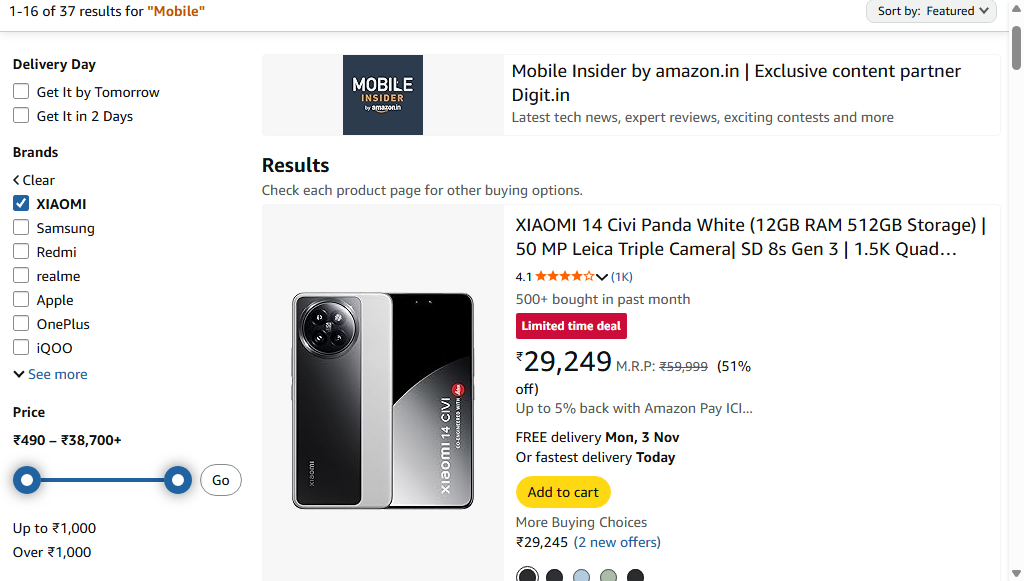 1-16 of 37 results for "Mobile"
Sort by: Featured
Delivery Day
Get It by Tomorrow
Get It in 2 Days
Brands
Clear
XIAOMI
Samsung
Redmi
realme
Apple
OnePlus
iQOO
See more
Price
₹490 – ₹38,700+
Go
Up to ₹1,000
Over ₹1,000
MOBILE
INSIDER
by amazon.in
Mobile Insider by amazon.in | Exclusive content partner
Digit.in
Latest tech news, expert reviews, exciting contests and more
Results
Check each product page for other buying options.
xiaomi
XIAOMI 14 CIVI
CO-ENGINEERED WITH
XIAOMI 14 Civi Panda White (12GB RAM 512GB Storage) |
50 MP Leica Triple Camera| SD 8s Gen 3 | 1.5K Quad…
4.1 (1K)
500+ bought in past month
Limited time deal
₹29,249 M.R.P: ₹59,999 (51%
off)
Up to 5% back with Amazon Pay ICI…
FREE delivery Mon, 3 Nov
Or fastest delivery Today
Add to cart
More Buying Choices
₹29,245 (2 new offers)